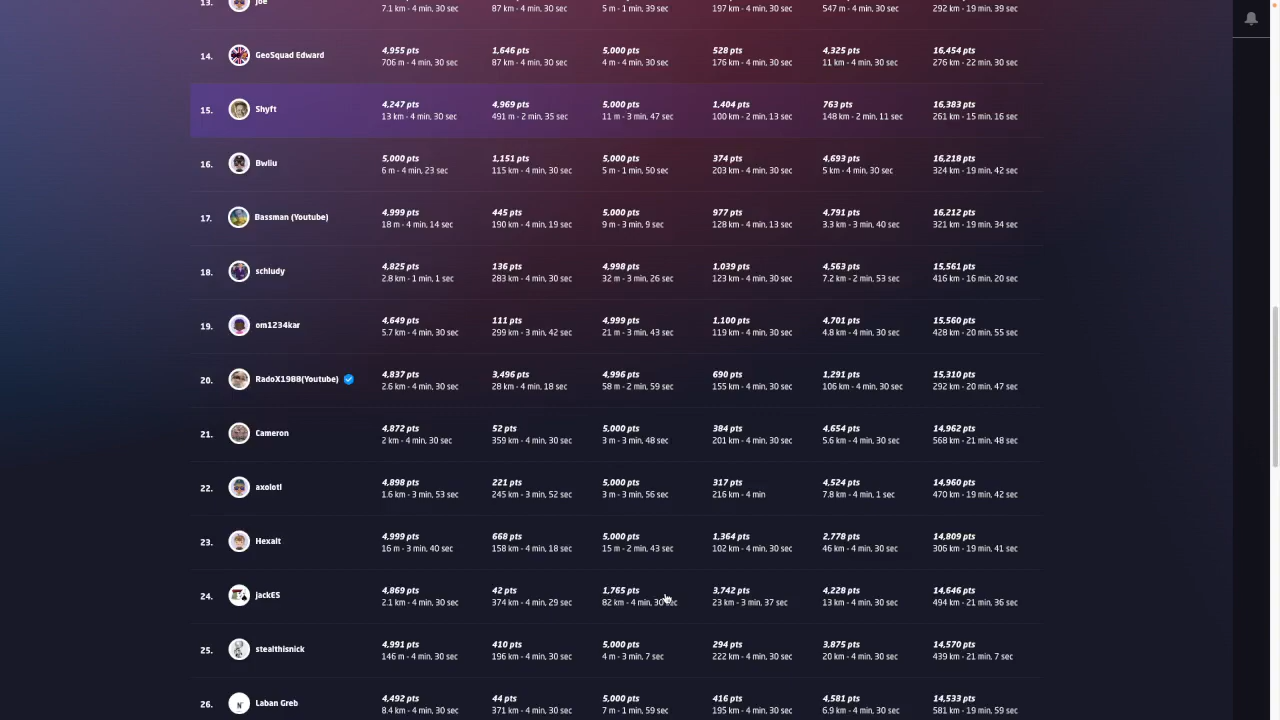 13. Joe
7.1 km - 4 min, 30 sec 87 km - 4 min, 30 sec 5 m - 1 min, 39 sec 197 km - 4 min, 30 sec 547 m - 4 min, 30 sec 292 km - 19 min, 39 sec
14. GeoSquad Edward
4,955 pts 1,646 pts 5,000 pts 528 pts 4,325 pts 16,454 pts
706 m - 4 min, 30 sec 87 km - 4 min, 30 sec 4 m - 4 min, 30 sec 176 km - 4 min, 30 sec 11 km - 4 min, 30 sec 276 km - 22 min, 30 sec
15. Shyft
4,247 pts 4,969 pts 5,000 pts 1,404 pts 763 pts 16,383 pts
13 km - 4 min, 30 sec 491 m - 2 min, 35 sec 11 m - 3 min, 47 sec 100 km - 2 min, 13 sec 148 km - 2 min, 11 sec 261 km - 15 min, 16 sec
16. Bwliu
5,000 pts 1,151 pts 5,000 pts 374 pts 4,693 pts 16,218 pts
6 m - 4 min, 23 sec 115 km - 4 min, 30 sec 5 m - 1 min, 50 sec 203 km - 4 min, 30 sec 5 km - 4 min, 30 sec 324 km - 19 min, 42 sec
17. Bassman (Youtube)
4,999 pts 445 pts 5,000 pts 977 pts 4,791 pts 16,212 pts
18 m - 4 min, 14 sec 190 km - 4 min, 19 sec 9 m - 3 min, 9 sec 128 km - 4 min, 13 sec 3.3 km - 3 min, 40 sec 321 km - 19 min, 34 sec
18. schludy
4,825 pts 136 pts 4,998 pts 1,039 pts 4,563 pts 15,561 pts
2.8 km - 1 min, 1 sec 283 km - 4 min, 30 sec 32 m - 3 min, 26 sec 123 km - 4 min, 30 sec 7.2 km - 2 min, 53 sec 416 km - 16 min, 20 sec
19. om1234kar
4,649 pts 111 pts 4,999 pts 1,100 pts 4,701 pts 15,560 pts
5.7 km - 4 min, 30 sec 299 km - 3 min, 42 sec 21 m - 3 min, 43 sec 119 km - 4 min, 30 sec 4.8 km - 4 min, 30 sec 428 km - 20 min, 55 sec
20. RadoX1988(Youtube)
4,837 pts 3,496 pts 4,996 pts 690 pts 1,291 pts 15,310 pts
2.6 km - 4 min, 30 sec 28 km - 4 min, 18 sec 58 m - 2 min, 59 sec 155 km - 4 min, 30 sec 106 km - 4 min, 30 sec 292 km - 20 min, 47 sec
21. Cameron
4,872 pts 52 pts 5,000 pts 384 pts 4,654 pts 14,962 pts
2 km - 4 min, 30 sec 359 km - 4 min, 30 sec 3 m - 3 min, 48 sec 201 km - 4 min, 30 sec 5.6 km - 4 min, 30 sec 568 km - 21 min, 48 sec
22. axolotl
4,898 pts 221 pts 5,000 pts 317 pts 4,524 pts 14,960 pts
1.6 km - 3 min, 53 sec 245 km - 3 min, 52 sec 3 m - 3 min, 56 sec 216 km - 4 min 7.8 km - 4 min, 1 sec 470 km - 19 min, 42 sec
23. Hexalt
4,999 pts 668 pts 5,000 pts 1,364 pts 2,778 pts 14,809 pts
16 m - 3 min, 40 sec 158 km - 4 min, 18 sec 15 m - 2 min, 43 sec 102 km - 4 min, 30 sec 46 km - 4 min, 30 sec 306 km - 19 min, 41 sec
24. jackES
4,869 pts 42 pts 1,765 pts 3,742 pts 4,228 pts 14,646 pts
2.1 km - 4 min, 30 sec 374 km - 4 min, 29 sec 82 km - 4 min, 30 sec 23 km - 3 min, 37 sec 13 km - 4 min, 30 sec 494 km - 21 min, 36 sec
25. stealthisnick
4,991 pts 410 pts 5,000 pts 294 pts 3,875 pts 14,570 pts
146 m - 4 min, 30 sec 196 km - 4 min, 30 sec 4 m - 3 min, 7 sec 222 km - 4 min, 30 sec 20 km - 4 min, 30 sec 439 km - 21 min, 7 sec
26. Laban Greb
4,492 pts 44 pts 5,000 pts 416 pts 4,581 pts 14,533 pts
8.4 km - 4 min, 30 sec 371 km - 4 min, 30 sec 7 m - 1 min, 59 sec 195 km - 4 min, 30 sec 6.9 km - 4 min, 30 sec 581 km - 19 min, 59 sec